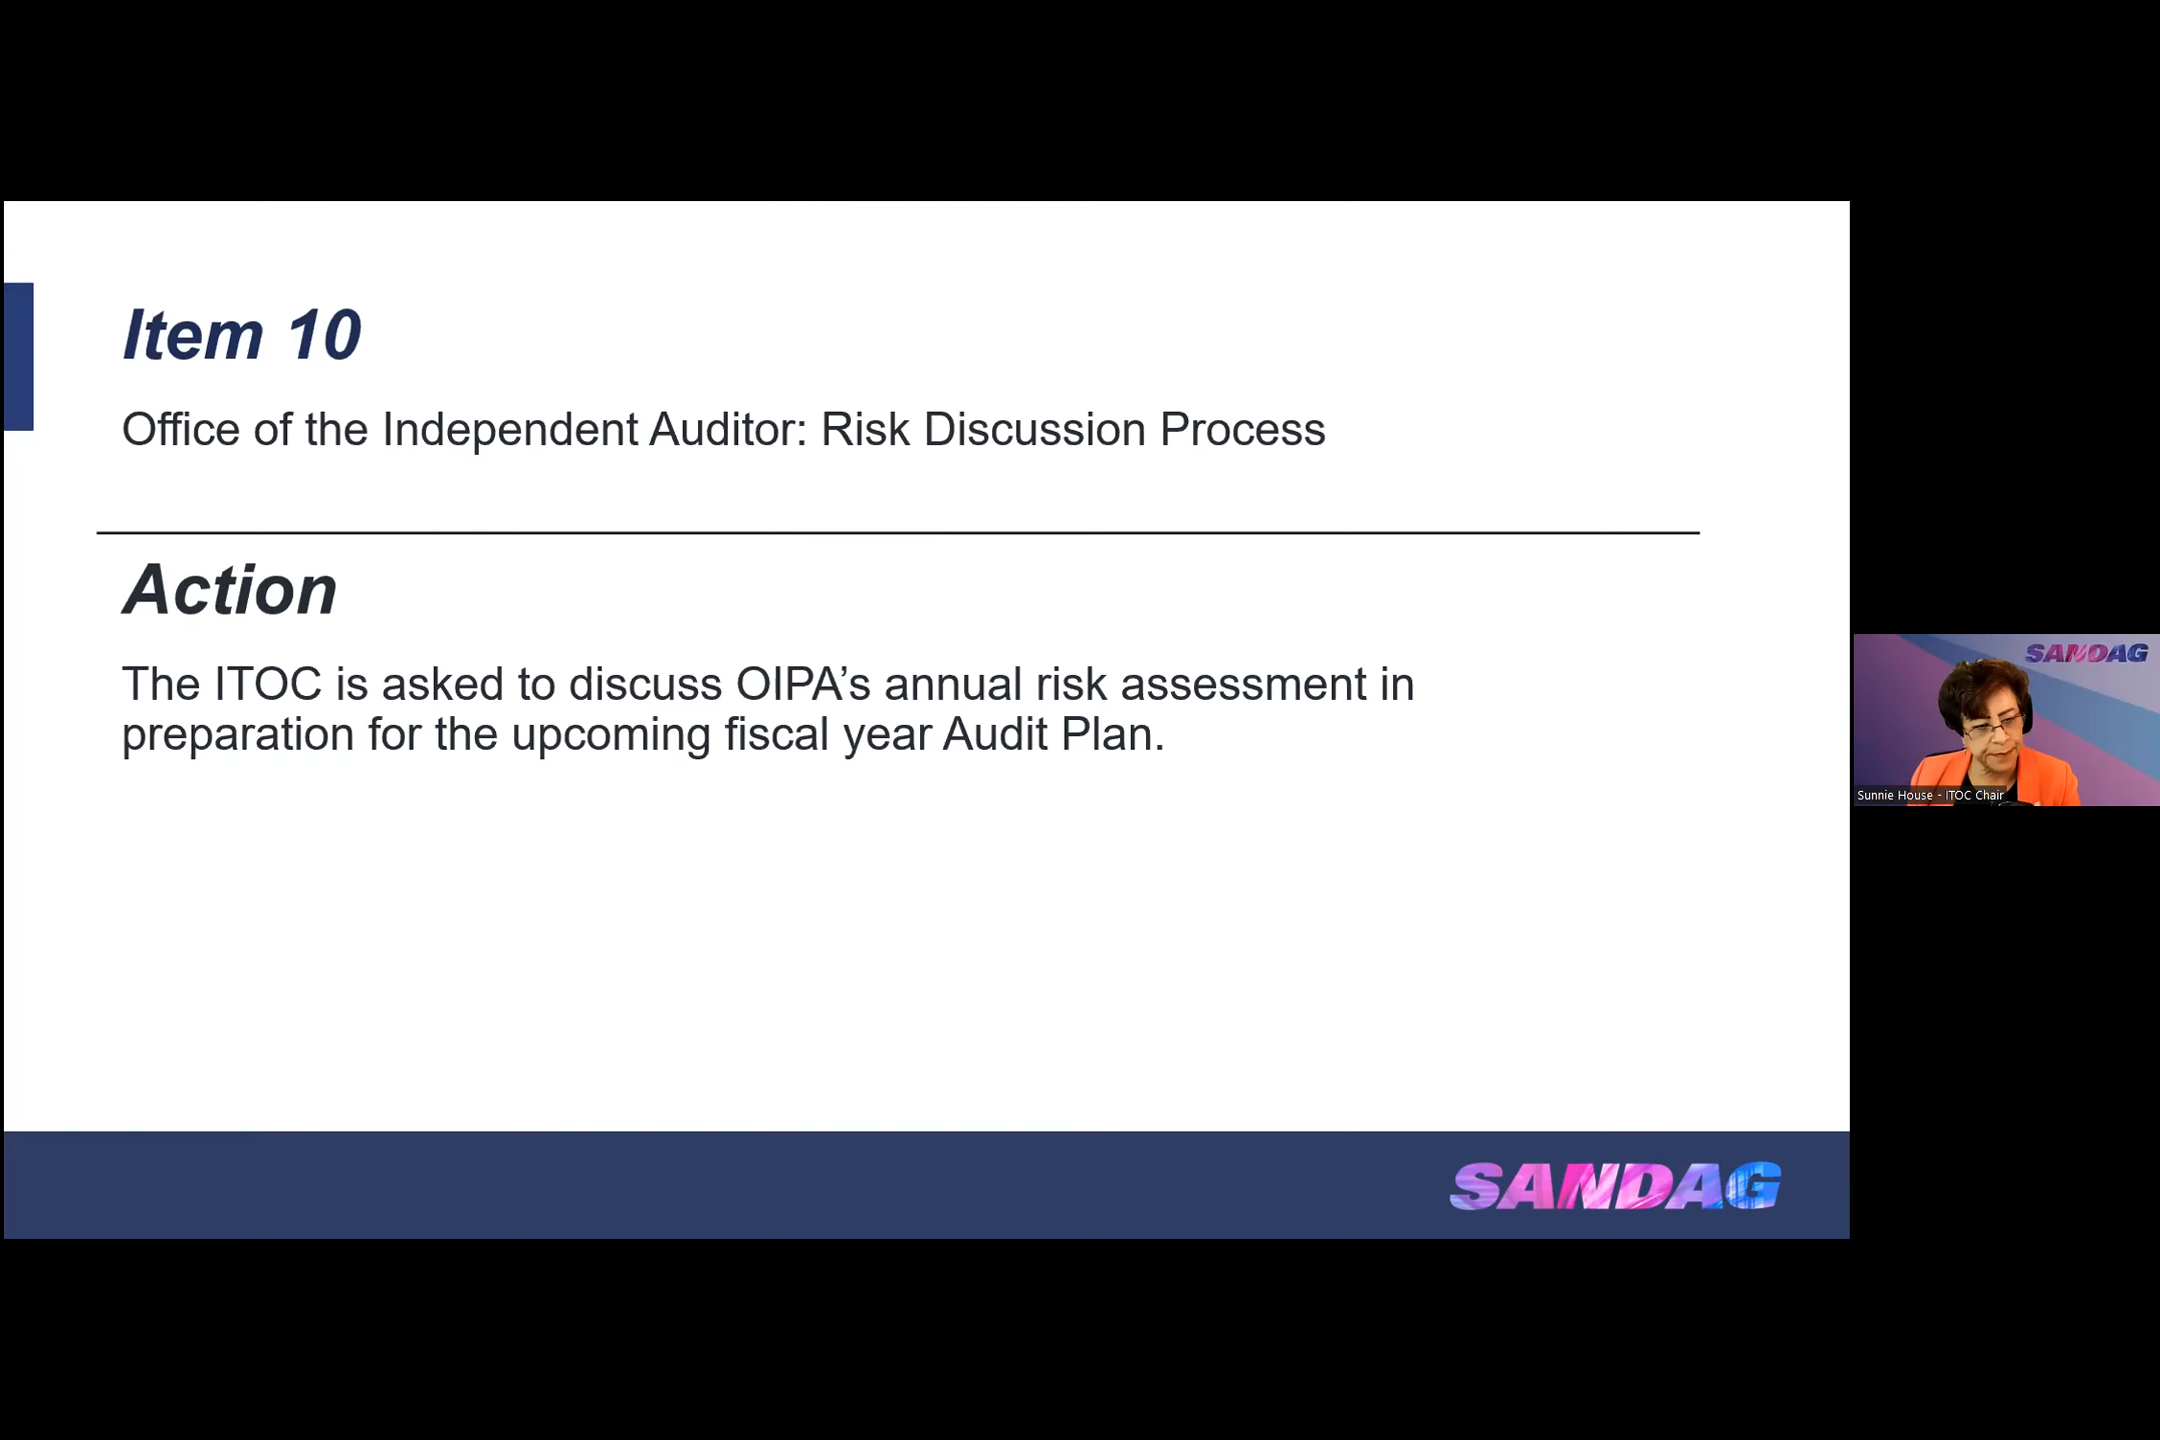 Item 10
Office of the Independent Auditor: Risk Discussion Process
Action
The ITOC is asked to discuss OIPA’s annual risk assessment in
preparation for the upcoming fiscal year Audit Plan.
SANDAG
SANDAG
Sunnie House - ITOC Chair